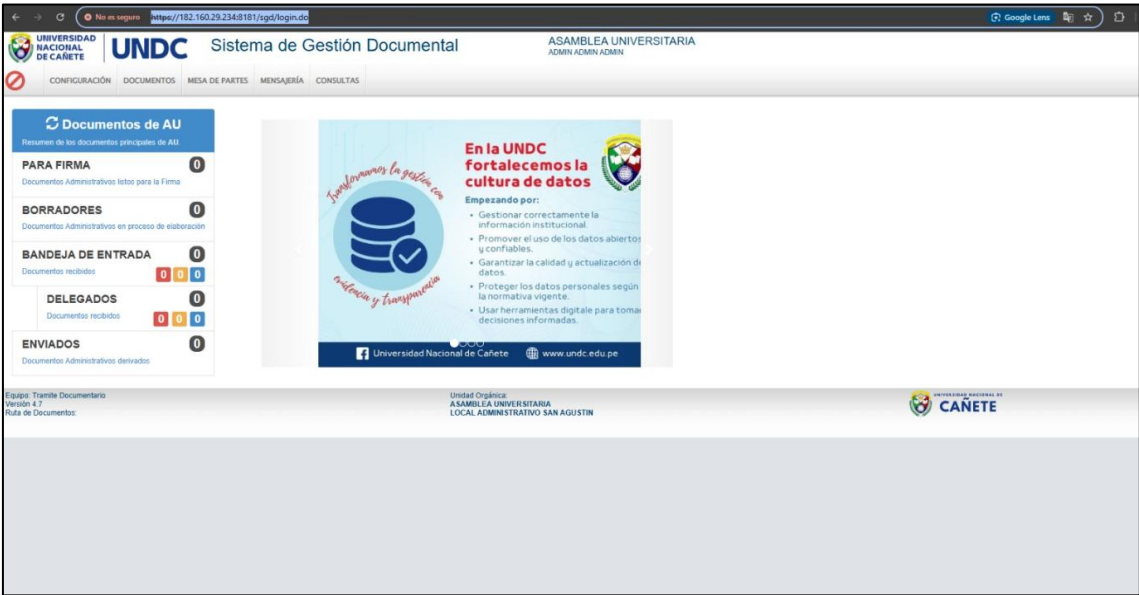 No es seguro https://182.160.29.234:8181/sgd/login.do
Google Lens
UNIVERSIDAD
NACIONAL
DE CAÑETE
UNDC
Sistema de Gestión Documental
ASAMBLEA UNIVERSITARIA
ADMIN ADMIN ADMIN
CONFIGURACIÓN DOCUMENTOS MESA DE PARTES MENSAJERÍA CONSULTAS
Documentos de AU
Resumen de los documentos principales de AU.
PARA FIRMA 0
Documentos Administrativos listos para la Firma
BORRADORES 0
Documentos Administrativos en proceso de elaboración
BANDEJA DE ENTRADA 0
Documentos recibidos 0 0 0
DELEGADOS 0
Documentos recibidos 0 0 0
ENVIADOS 0
Documentos Administrativos derivados
Transformamos la gestión con
evidencia y transparencia
En la UNDC
fortalecemos la
cultura de datos
Empezando por:
• Gestionar correctamente la
información institucional.
• Promover el uso de los datos abiertos
y confiables.
• Garantizar la calidad y actualización de
datos.
• Proteger los datos personales según
la normativa vigente.
• Usar herramientas digitale para tomar
decisiones informadas.
Universidad Nacional de Cañete www.undc.edu.pe
Equipo: Tramite Documentario
Versión 4.7
Ruta de Documentos:
Unidad Orgánica:
ASAMBLEA UNIVERSITARIA
LOCAL ADMINISTRATIVO SAN AGUSTIN
UNIVERSIDAD NACIONAL DE
CAÑETE